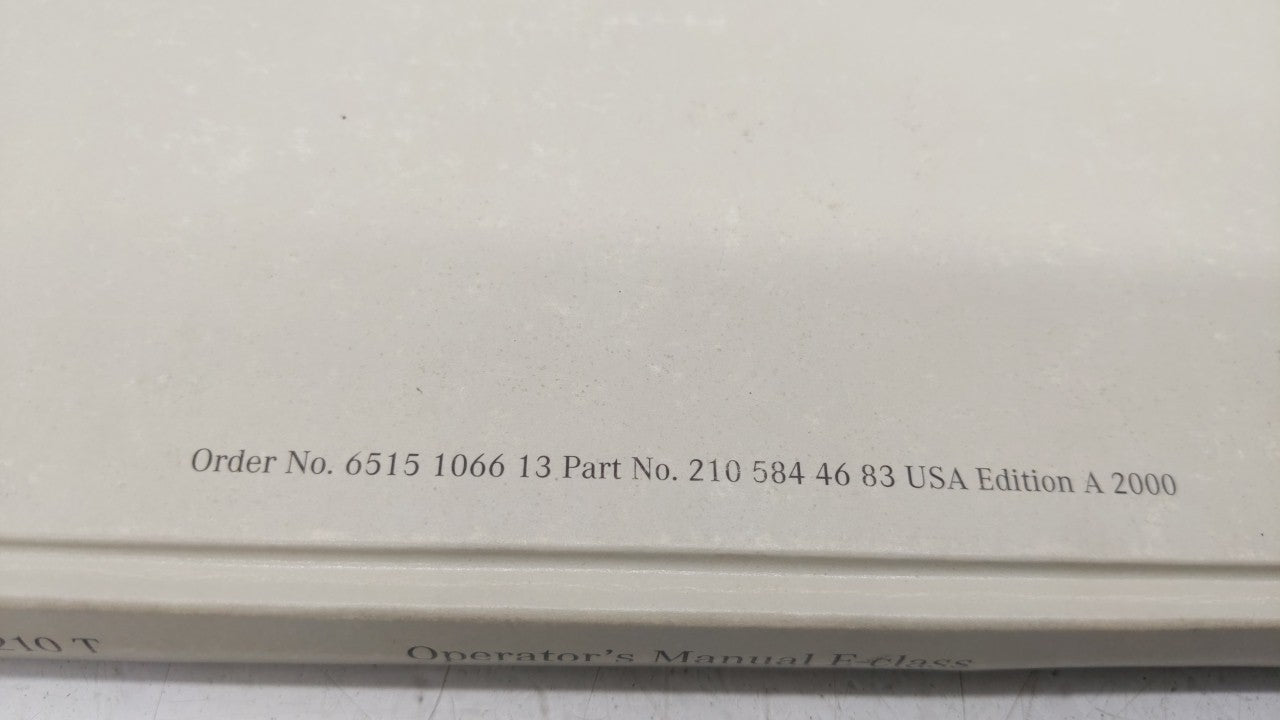 Order No. 6515 1066 13 Part No. 210 584 46 83 USA Edition A 2000
210 T Operator's Manual E-class